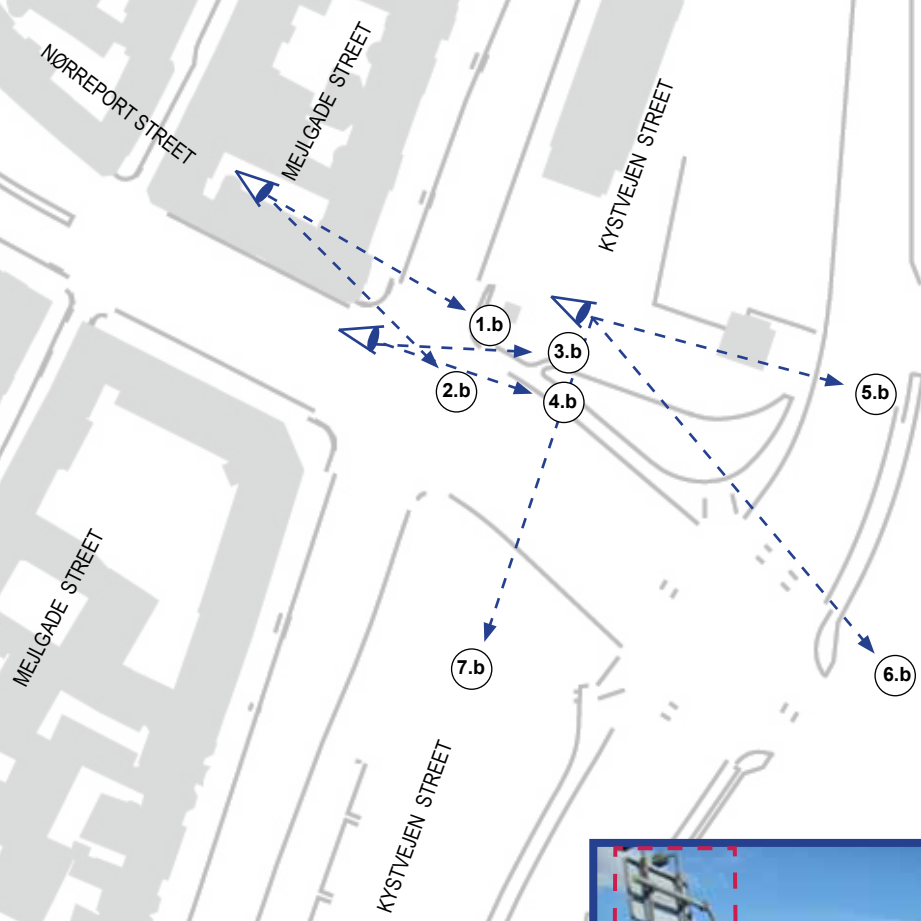 NØRREPORT STREET
MEJLGADE STREET
KYSTVEJEN STREET
1.b
3.b
2.b
4.b
5.b
MEJLGADE STREET
7.b
6.b
KYSTVEJEN STREET